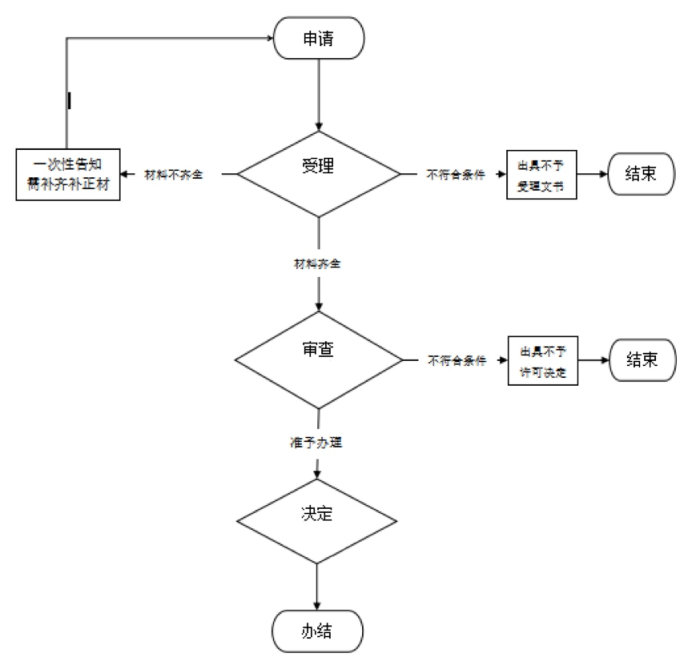 申请
受理
一次性告知
需补齐补正材
材料不齐全
不符合条件
出具不予
受理文书
结束
材料齐全
审查
不符合条件
出具不予
许可决定
结束
准予办理
决定
办结